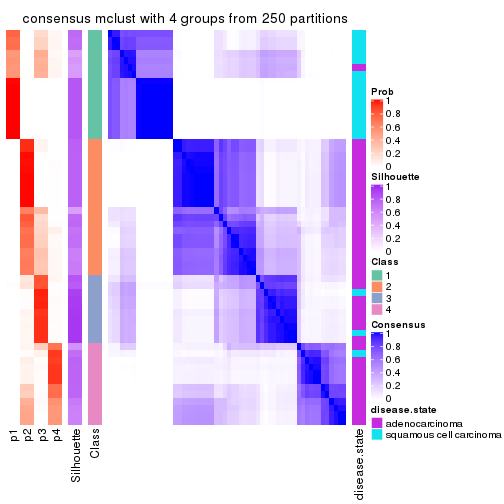 consensus mclust with 4 groups from 250 partitions
Prob
1
0.8
0.6
0.4
0.2
0
Silhouette
1
0.8
0.6
0.4
0.2
0
Class
1
2
3
4
Consensus
1
0.8
0.6
0.4
0.2
0
disease.state
adenocarcinoma
squamous cell carcinoma
p1
p2
p3
p4
Silhouette
Class
disease.state